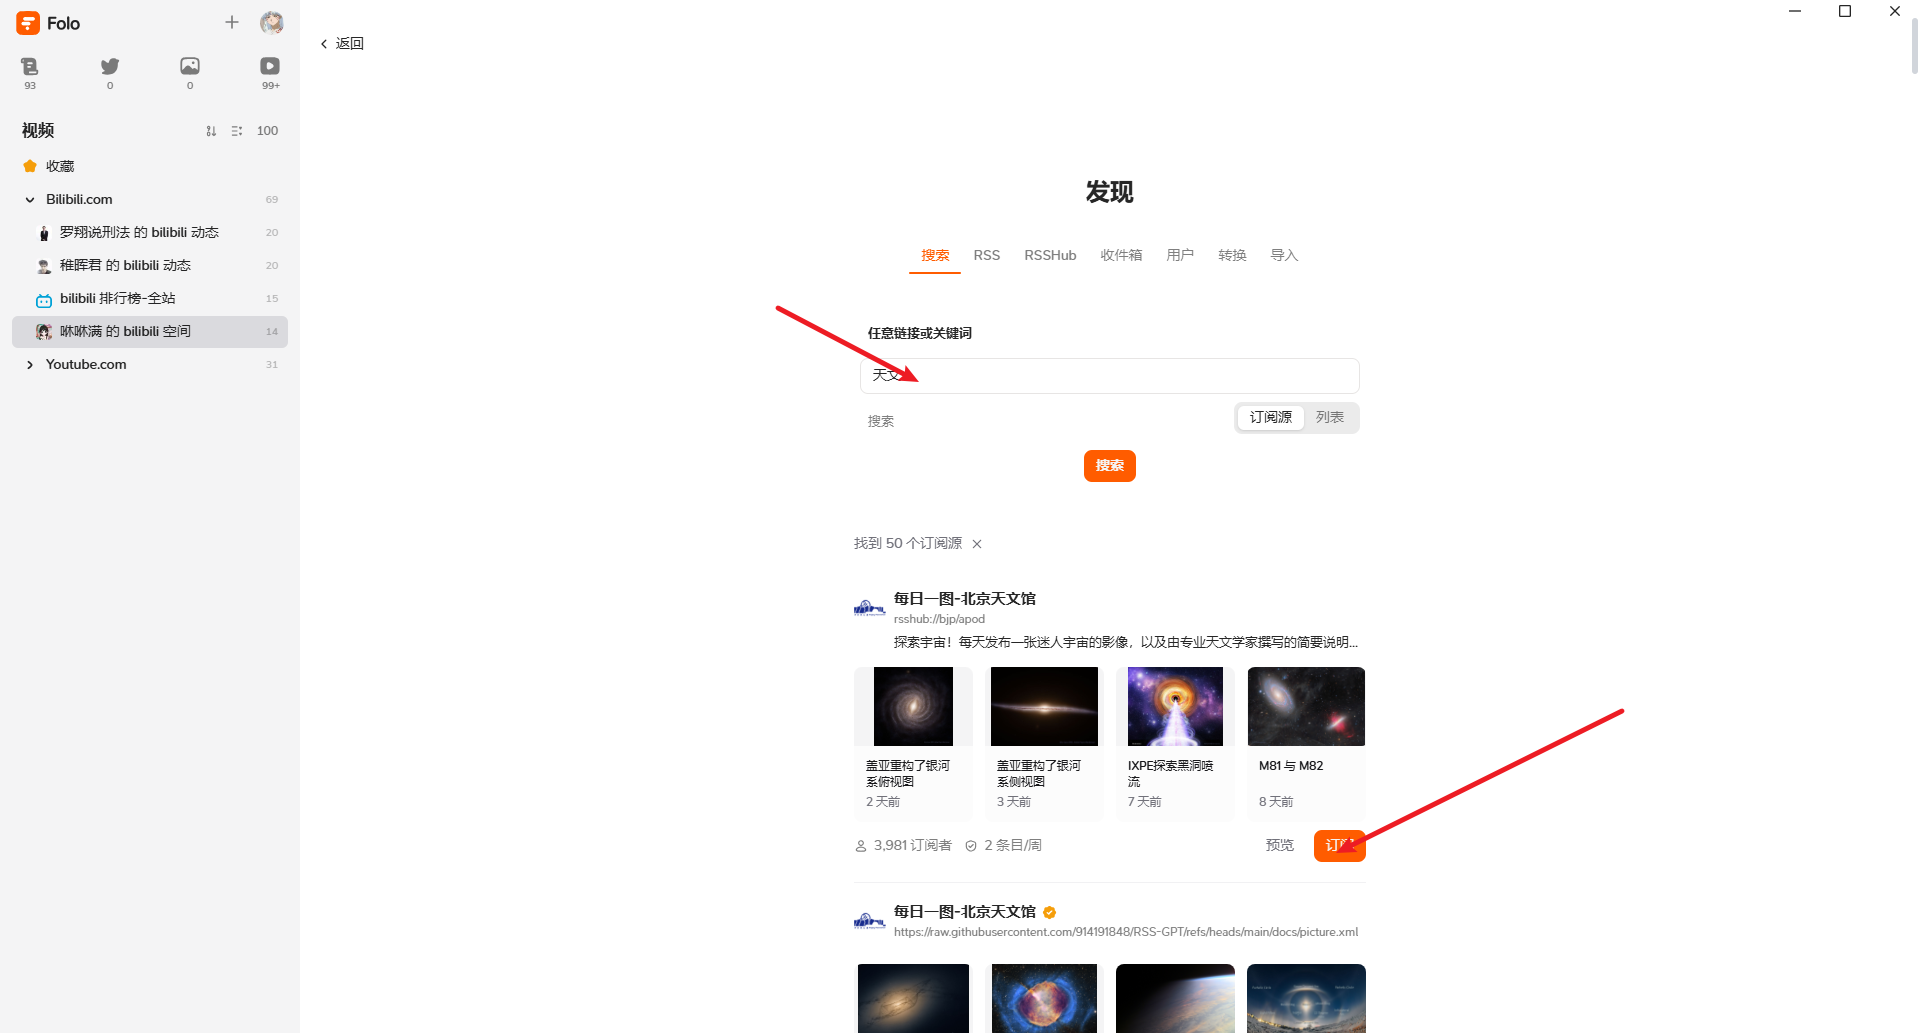 Folo
93
0
0
99+
视频
100
收藏
Bilibili.com
69
罗翔说刑法 的 bilibili 动态
20
稚晖君 的 bilibili 动态
20
bilibili 排行榜-全站
15
咻咻满 的 bilibili 空间
14
Youtube.com
31
返回
发现
搜索 RSS RSSHub 收件箱 用户 转换 导入
任意链接或关键词
天文
搜索
订阅源 列表
搜索
找到 50 个订阅源
每日一图-北京天文馆
rsshub://bjp/apod
探索宇宙！每天发布一张迷人宇宙的影像，以及由专业天文学家撰写的简要说明...
盖亚重构了银河
系俯视图
2 天前
盖亚重构了银河
系侧视图
3 天前
IXPE探索黑洞喷
流
7 天前
M81 与 M82
8 天前
3,981 订阅者 2 条目/周
预览
订阅
每日一图-北京天文馆
https://raw.githubusercontent.com/914191848/RSS-GPT/refs/heads/main/docs/picture.xml